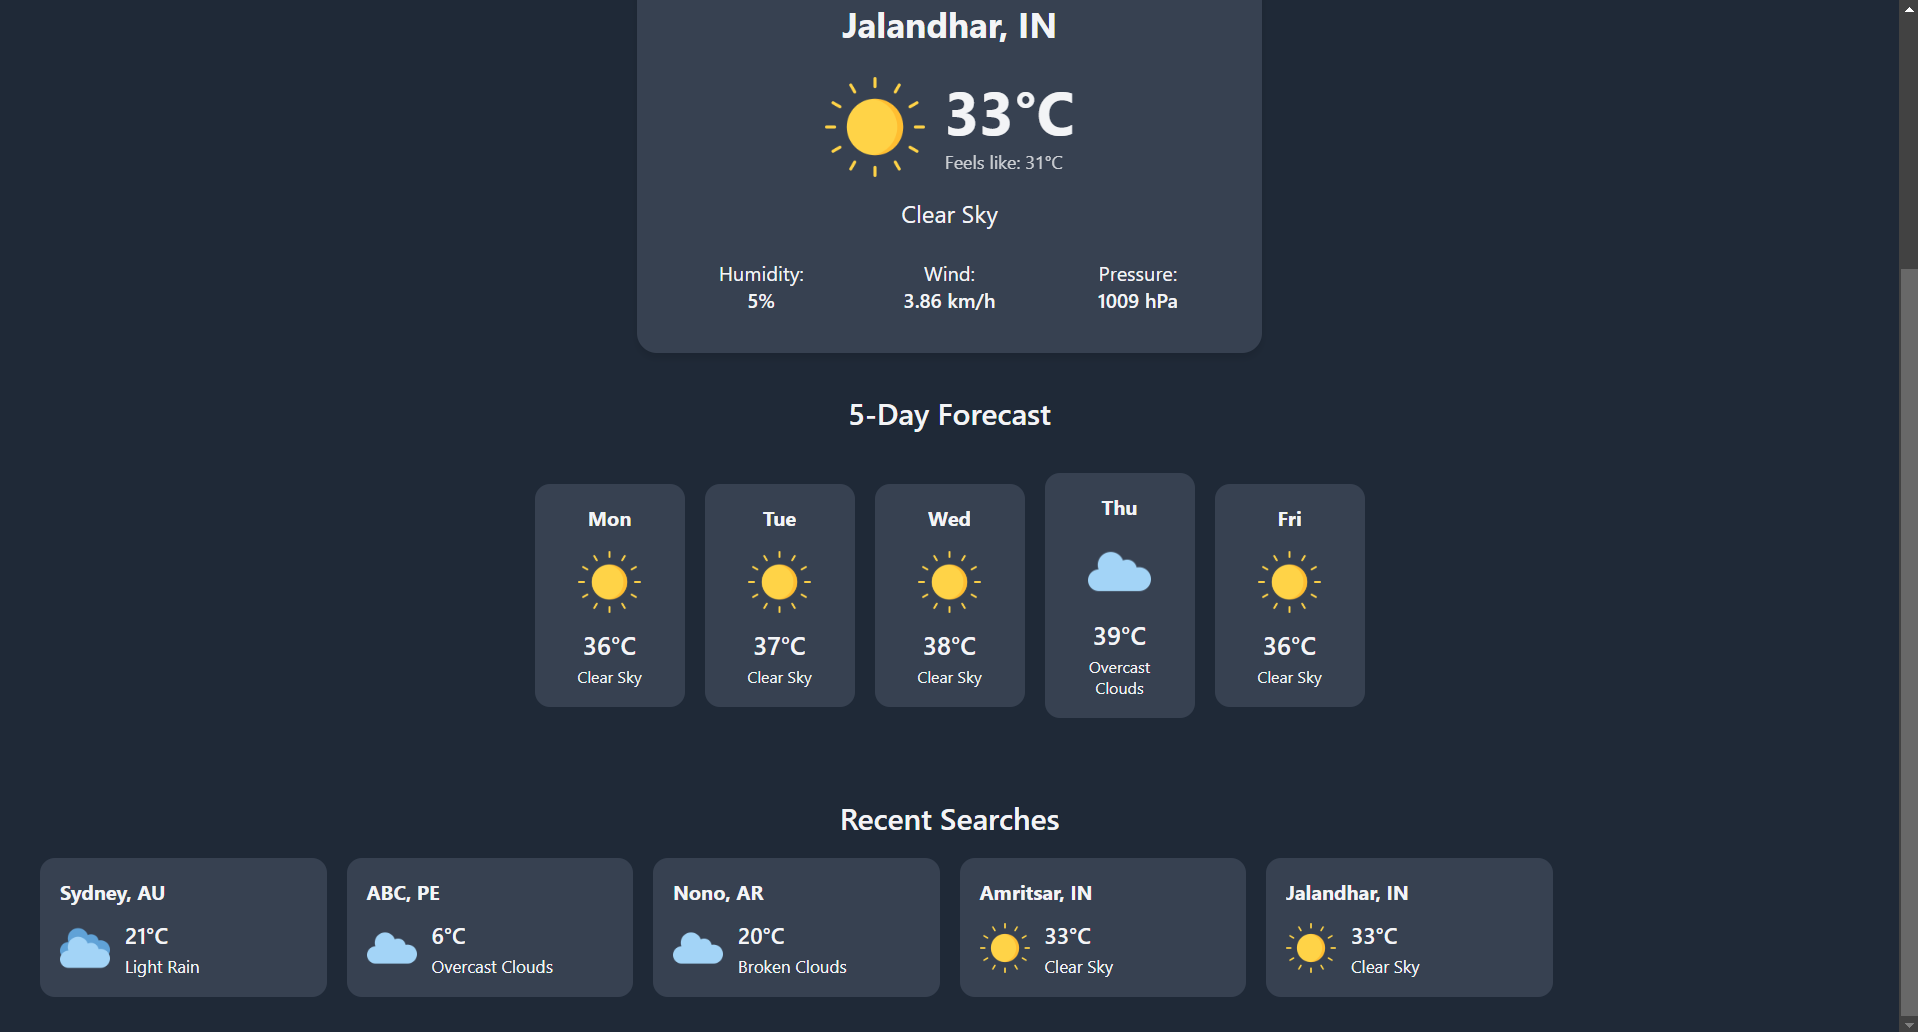 Jalandhar, IN
33°C
Feels like: 31°C
Clear Sky
Humidity:
5%
Wind:
3.86 km/h
Pressure:
1009 hPa
5-Day Forecast
Mon
36°C
Clear Sky
Tue
37°C
Clear Sky
Wed
38°C
Clear Sky
Thu
39°C
Overcast
Clouds
Fri
36°C
Clear Sky
Recent Searches
Sydney, AU
21°C
Light Rain
ABC, PE
6°C
Overcast Clouds
Nono, AR
20°C
Broken Clouds
Amritsar, IN
33°C
Clear Sky
Jalandhar, IN
33°C
Clear Sky